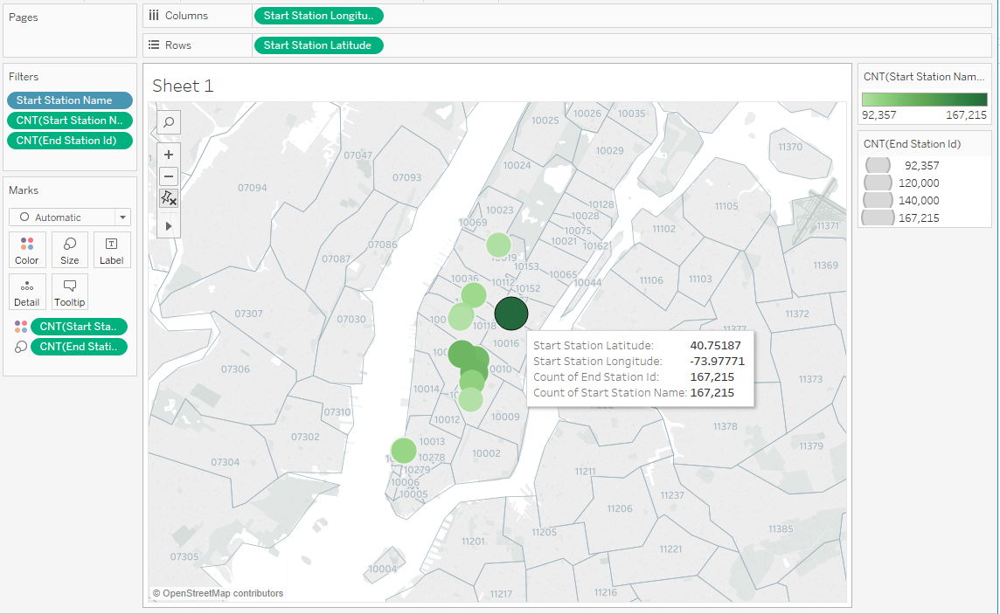 Pages
Columns
Start Station Longitu..
Rows
Start Station Latitude
Filters
Start Station Name
CNT(Start Station N..
CNT(End Station Id)
Marks
Automatic
Color
Size
Label
Detail
Tooltip
CNT(Start Sta..
CNT(End Stati..
Sheet 1
10025
10026
10035
11370
10029
07047
10024
07093
07094
10128
11105
10023
10028
10069
11371
11102
10075
10021
10162
07086
07087
10153
11369
10065
10036
10112
10044
11106
11103
10152
11372
07307
07030
10118
11377
10016
07306
11373
10014
07310
10009
10012
11378
07302
10013
11379
10002
10278
07304
10279
11211
10006
10005
11237
11206
11385
11205
11201
11221
07305
10004
11217
11216
Start Station Latitude: 40.75187
Start Station Longitude: -73.97771
Count of End Station Id: 167,215
Count of Start Station Name: 167,215
© OpenStreetMap contributors
CNT(Start Station Nam...
92,357 167,215
CNT(End Station Id)
92,357
120,000
140,000
167,215